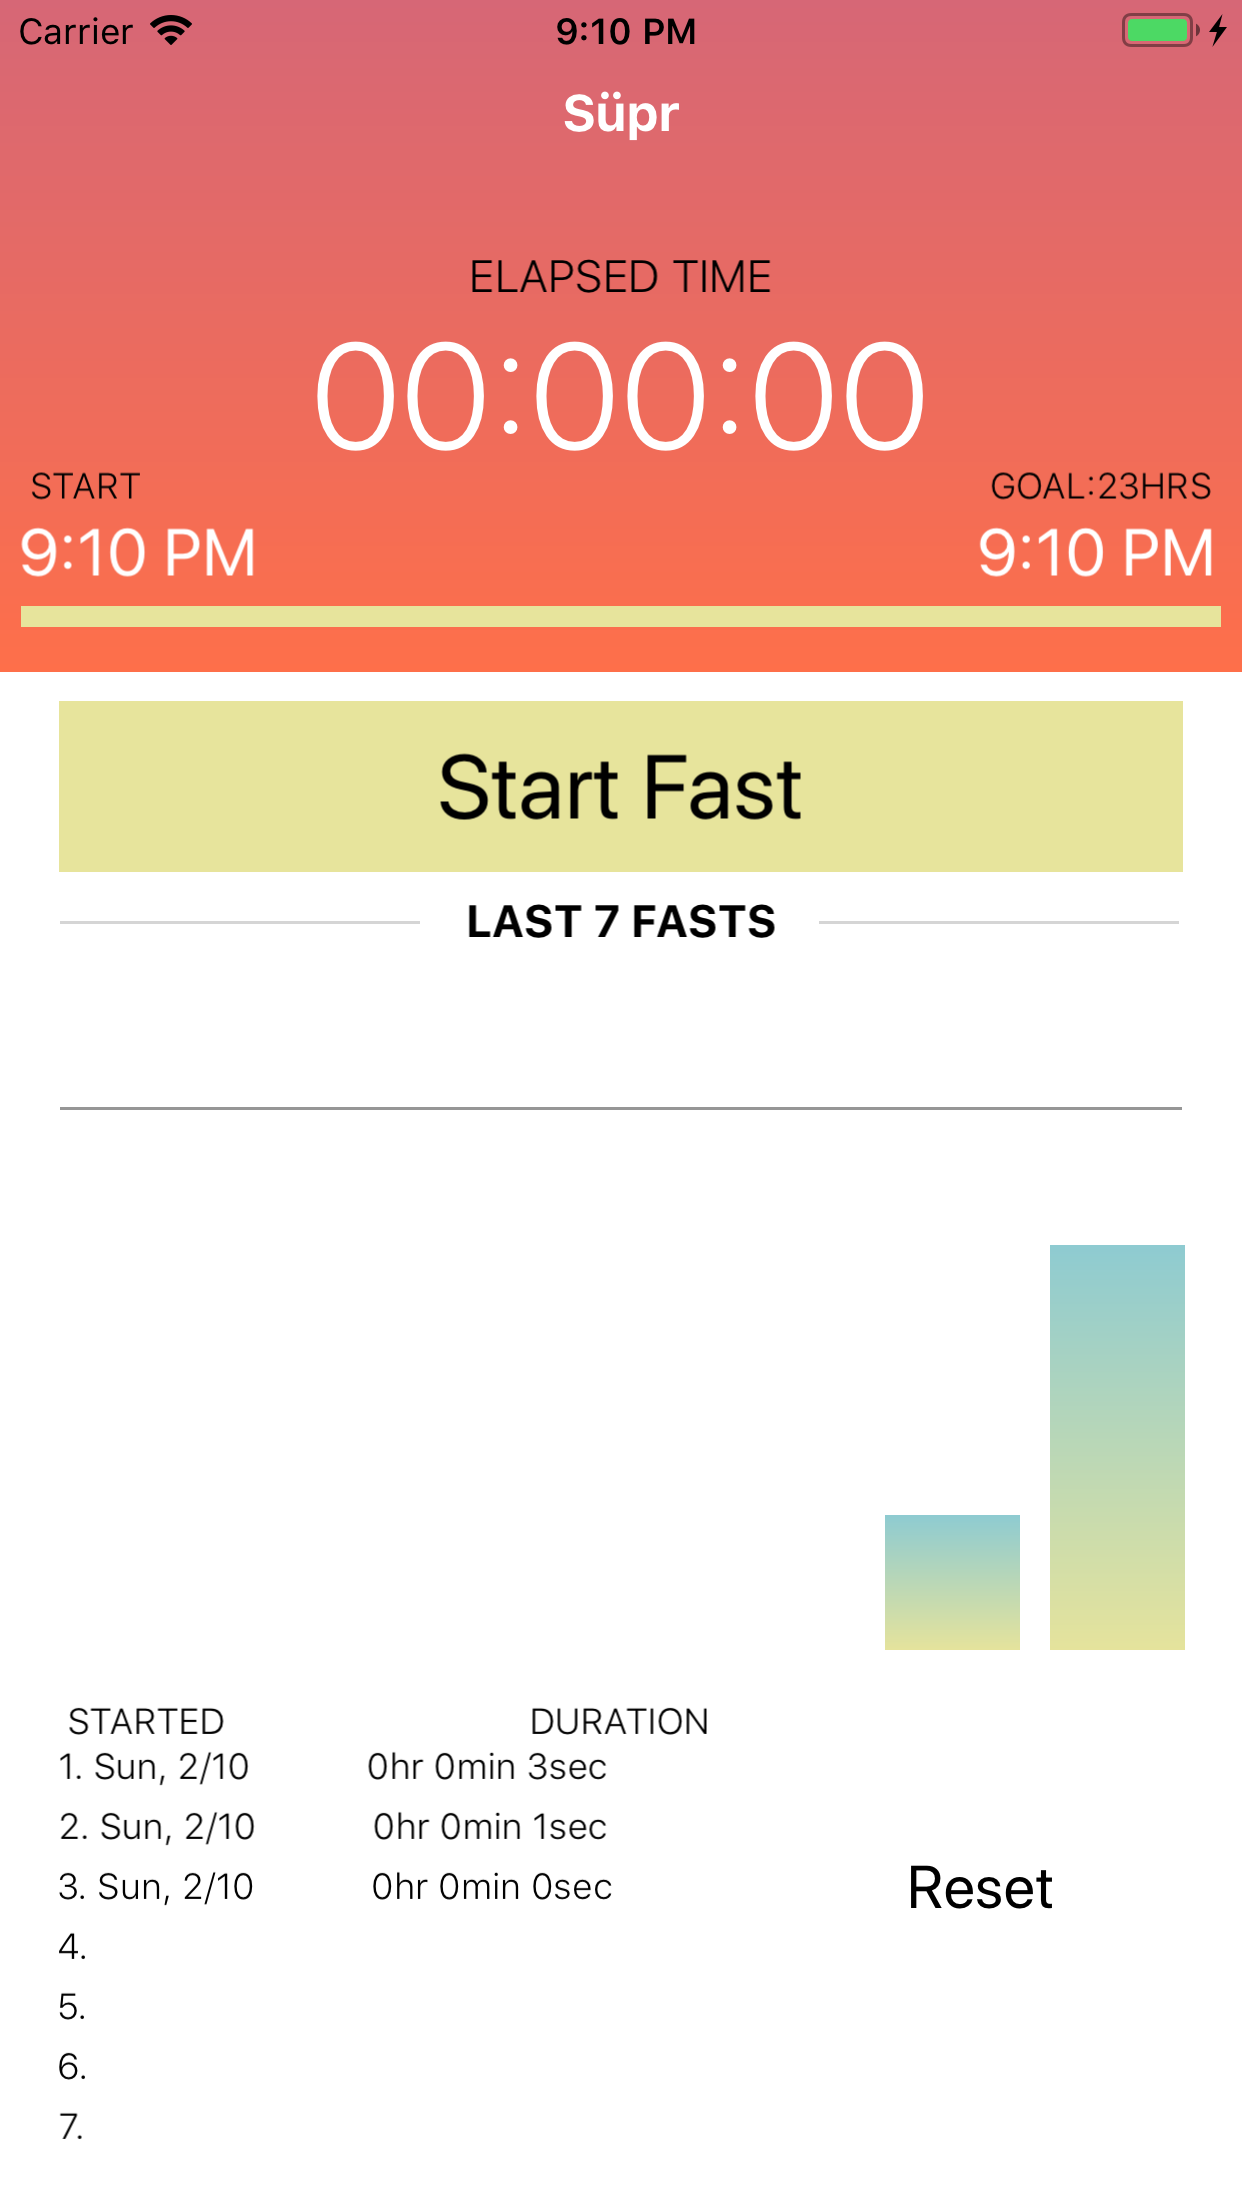 Carrier 9:10 PM
Süpr
ELAPSED TIME
00:00:00
START GOAL:23HRS
9:10 PM 9:10 PM
Start Fast
LAST 7 FASTS
STARTED DURATION
1. Sun, 2/10 0hr 0min 3sec
2. Sun, 2/10 0hr 0min 1sec
3. Sun, 2/10 0hr 0min 0sec
Reset
4.
5.
6.
7.